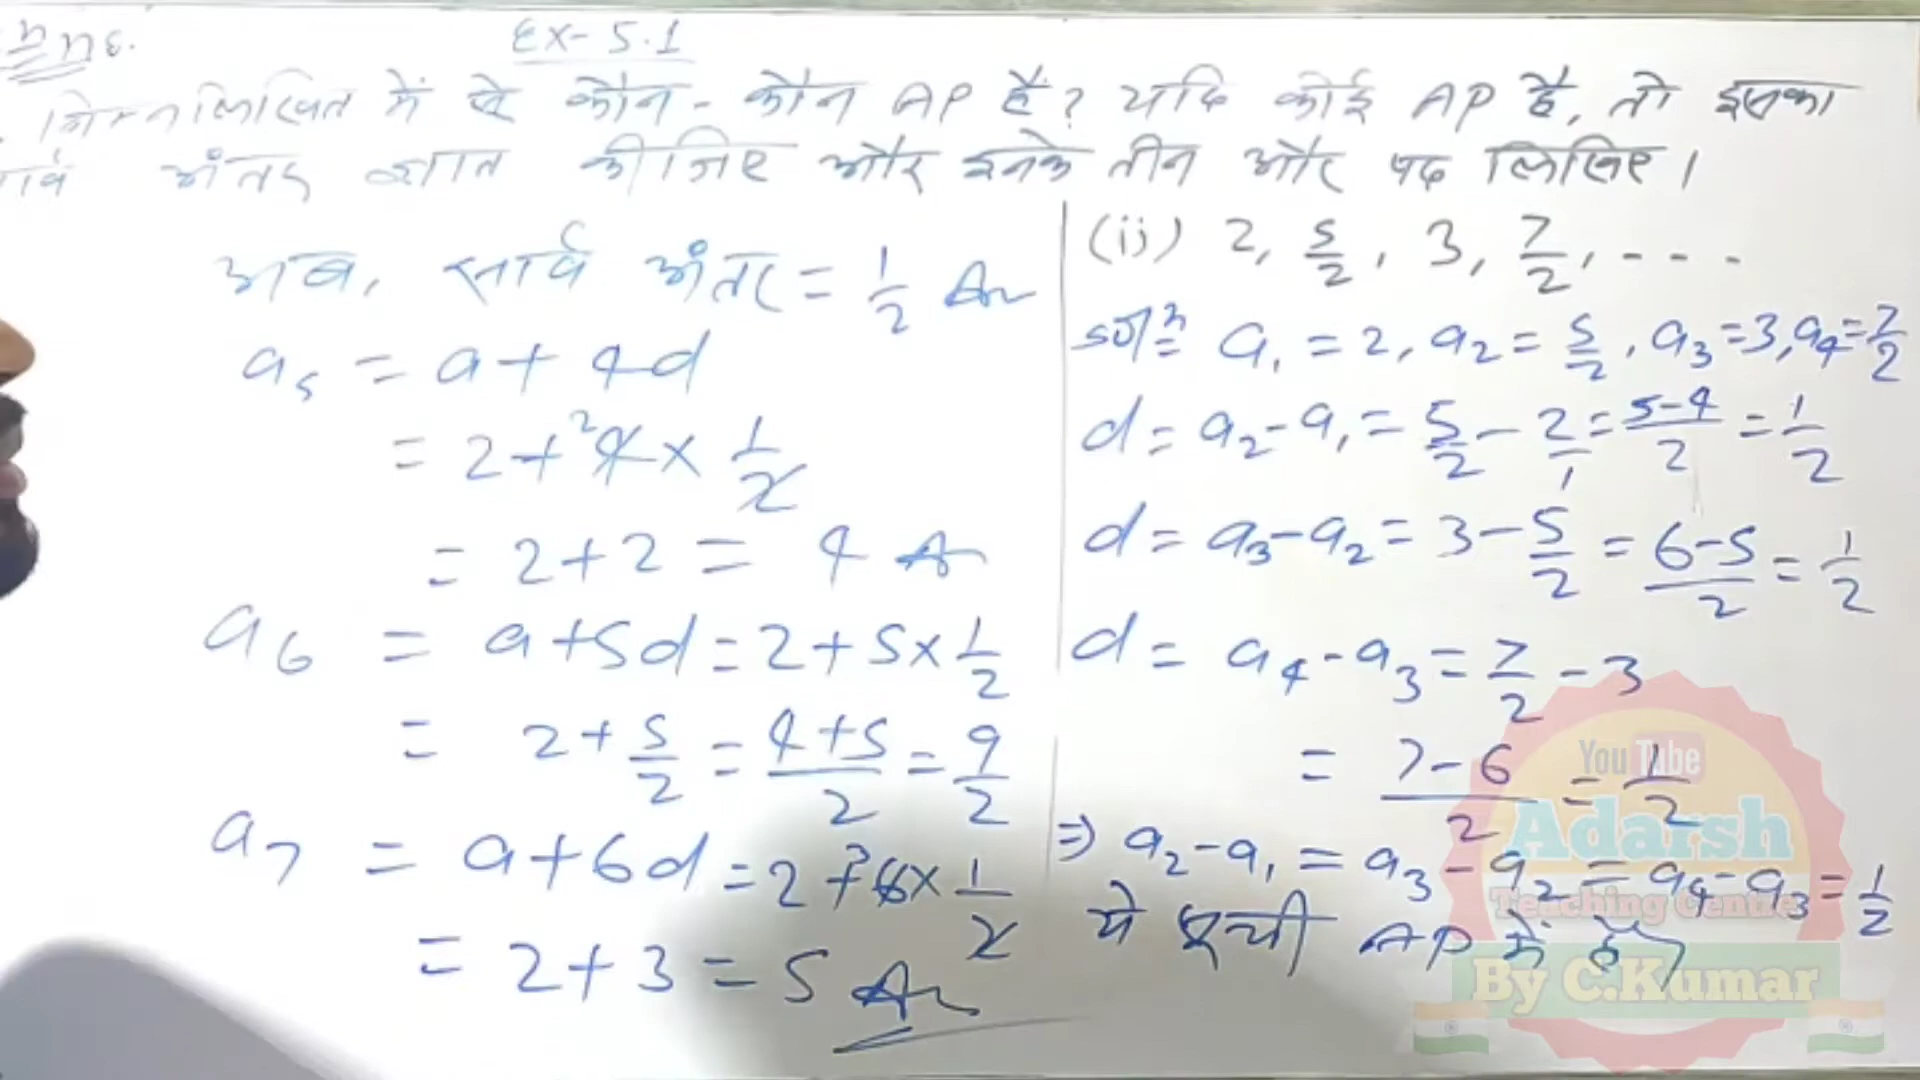 Ex-5.1
निम्नलिखित में से कौन-कौन AP है? यदि कोई AP है, तो इसका
सार्व अंतर ज्ञात कीजिए और इनके तीन और पद लिखिए।
(ii) 2, 5/2, 3, 7/2, - - -
solⁿ= a₁ = 2, a₂ = 5/2, a₃ = 3, a₄ = 7/2
d = a₂ - a₁ = 5/2 - 2/1 = (5-4)/2 = 1/2
d = a₃ - a₂ = 3 - 5/2 = (6-5)/2 = 1/2
d = a₄ - a₃ = 7/2 - 3
= (7-6)/2 = 1/2
⇒ a₂-a₁ = a₃-a₂ = a₄-a₃ = 1/2
ये सूची AP में है
अब, सार्व अंतर = 1/2 Ans
a₅ = a + 4d
= 2 + 4 × 1/2
= 2 + 2 = 4 A
a₆ = a + 5d = 2 + 5 × 1/2
= 2 + 5/2 = (4+5)/2 = 9/2
a₇ = a + 6d = 2 + 6 × 1/2
= 2 + 3 = 5 Ans
You Tube
Adarsh
Teaching Centre
By C.Kumar